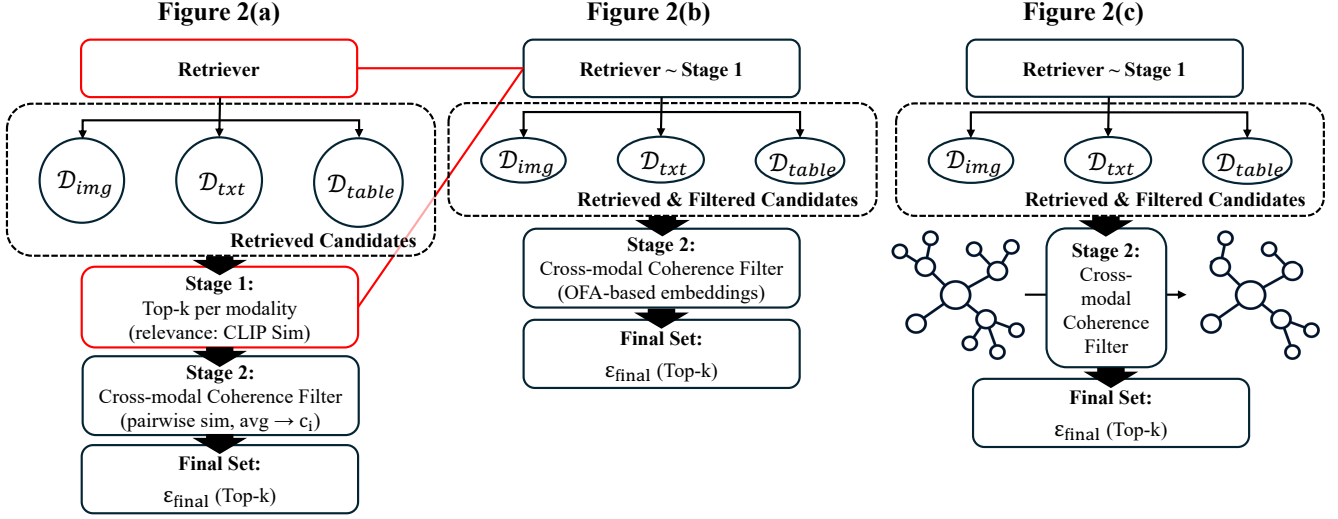 Figure 2(a)
Retriever
𝒟img
𝒟txt
𝒟table
Retrieved Candidates
Stage 1:
Top-k per modality
(relevance: CLIP Sim)
Stage 2:
Cross-modal Coherence Filter
(pairwise sim, avg → cᵢ)
Final Set:
εfinal (Top-k)
Figure 2(b)
Retriever ~ Stage 1
𝒟img
𝒟txt
𝒟table
Retrieved & Filtered Candidates
Stage 2:
Cross-modal Coherence Filter
(OFA-based embeddings)
Final Set:
εfinal (Top-k)
Figure 2(c)
Retriever ~ Stage 1
𝒟img
𝒟txt
𝒟table
Retrieved & Filtered Candidates
Stage 2:
Cross-
modal
Coherence
Filter
Final Set:
εfinal (Top-k)